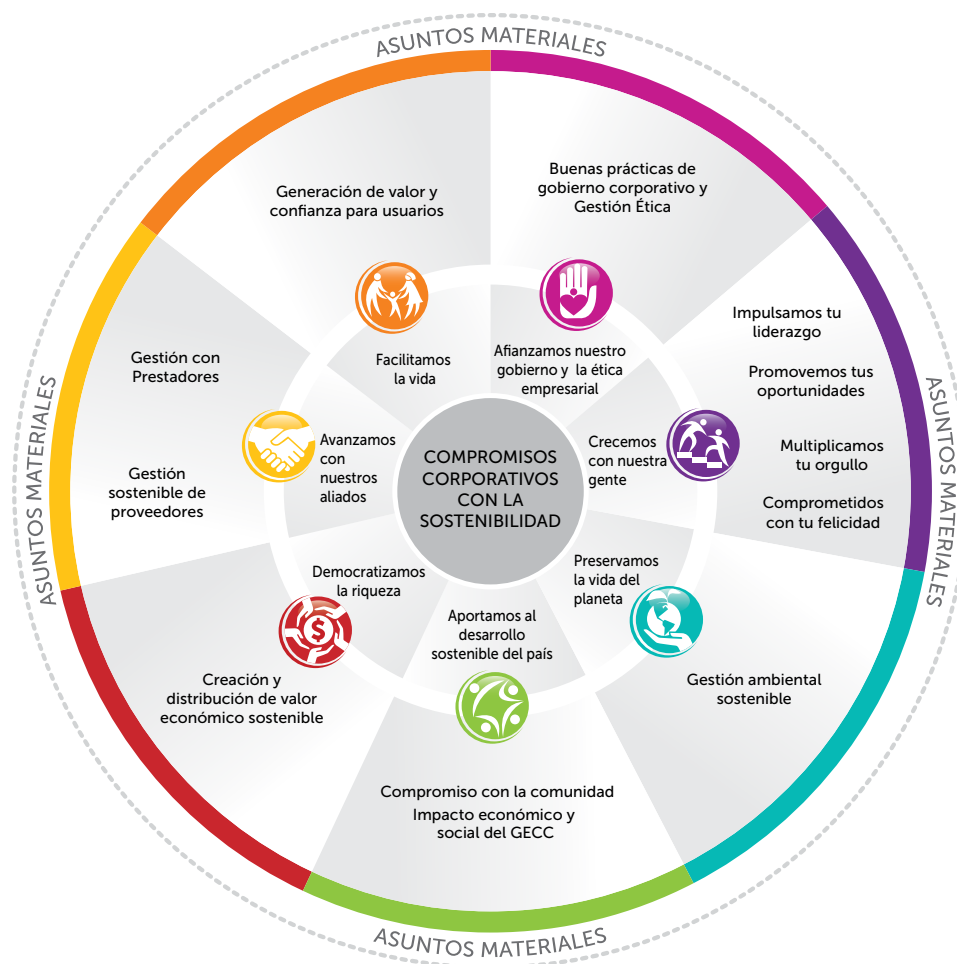 ASUNTOS MATERIALES
Buenas prácticas de
gobierno corporativo y
Gestión Ética
Generación de valor y
confianza para usuarios
Impulsamos tu
liderazgo
Promovemos tus
oportunidades
Multiplicamos
tu orgullo
Comprometidos
con tu felicidad
ASUNTOS MATERIALES
Gestión con
Prestadores
Gestión
sostenible de
proveedores
ASUNTOS MATERIALES
Facilitamos
la vida
Afianzamos nuestro
gobierno y la ética
empresarial
Avanzamos
con
nuestros
aliados
Crecemos
con nuestra
gente
COMPROMISOS
CORPORATIVOS
CON LA
SOSTENIBILIDAD
Democratizamos
la riqueza
Preservamos
la vida del
planeta
Aportamos al
desarrollo
sostenible del país
$
Creación y
distribución de valor
económico sostenible
Gestión ambiental
sostenible
Compromiso con la comunidad
Impacto económico y
social del GECC
ASUNTOS MATERIALES